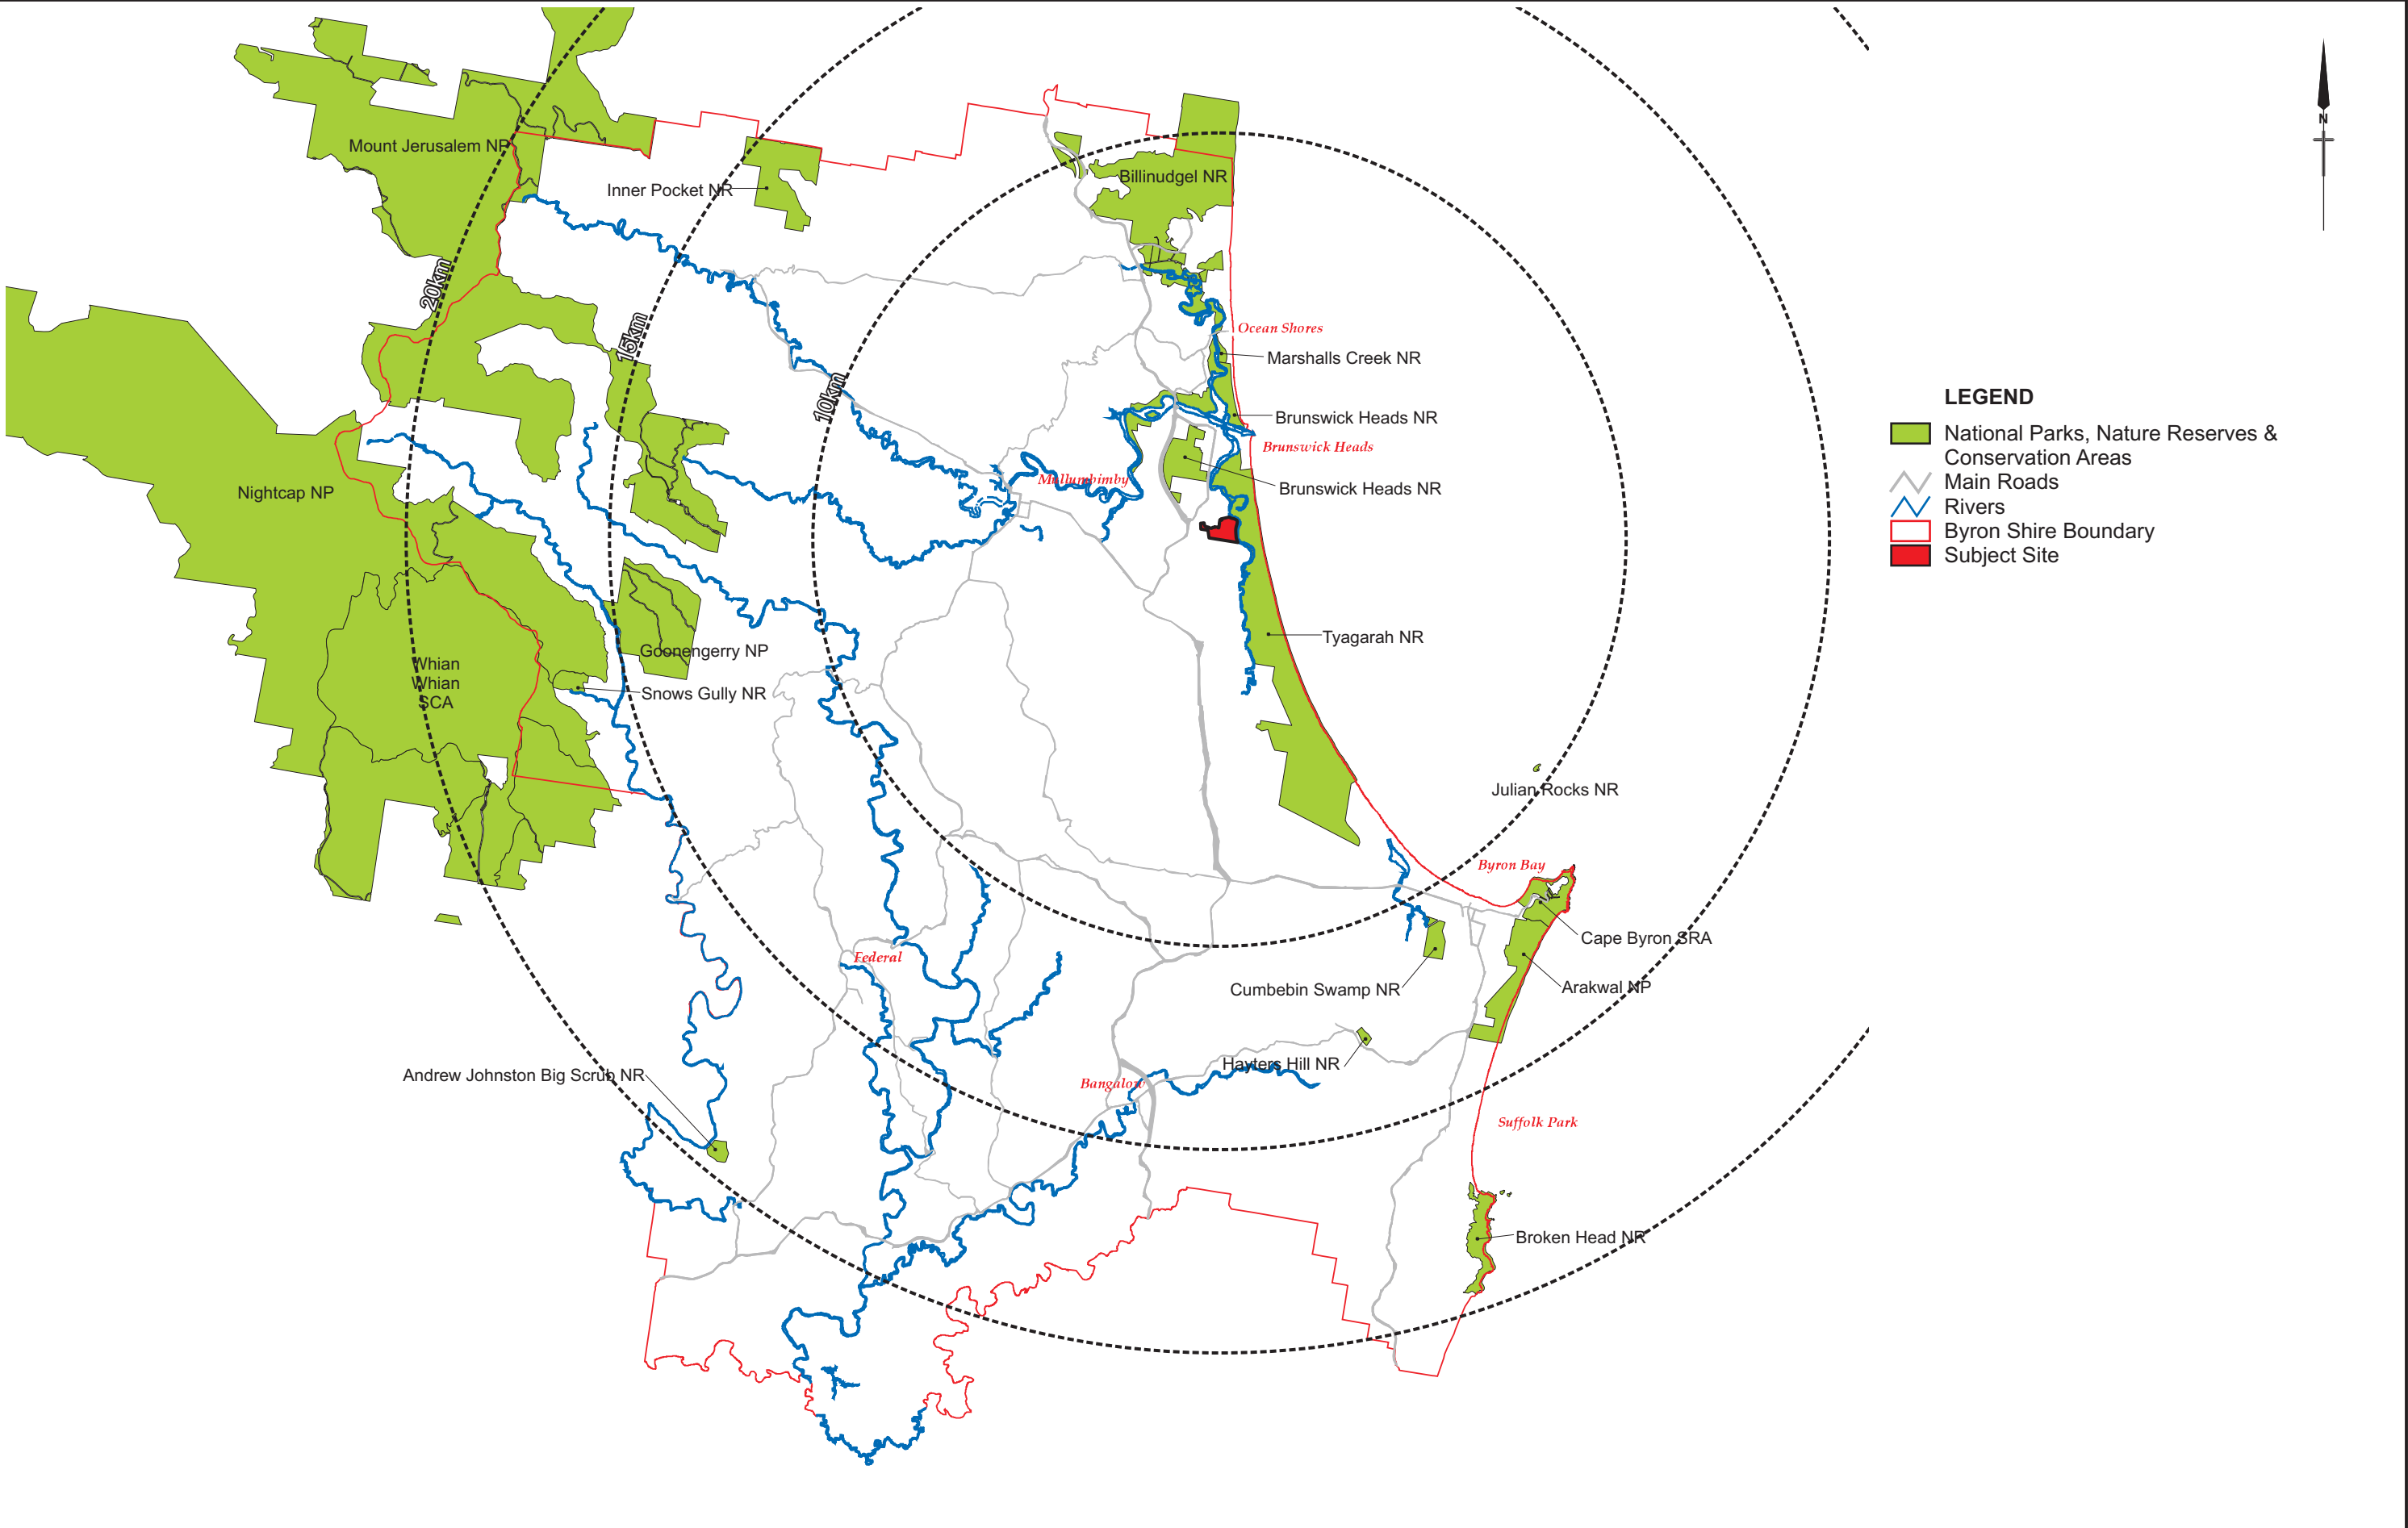 N
Mount Jerusalem NP
Billinudgel NR
Inner Pocket NR
20km
15km
10km
Ocean Shores
Marshalls Creek NR
Brunswick Heads NR
Brunswick Heads
Mullumbimby
Brunswick Heads NR
Nightcap NP
Tyagarah NR
Goonengerry NP
Whian
Whian
SCA
Snows Gully NR
Julian Rocks NR
Byron Bay
Cape Byron SRA
Federal
Arakwal NP
Cumbebin Swamp NR
Hayters Hill NR
Andrew Johnston Big Scrub NR
Bangalow
Suffolk Park
Broken Head NR
LEGEND
National Parks, Nature Reserves &
Conservation Areas
Main Roads
Rivers
Byron Shire Boundary
Subject Site